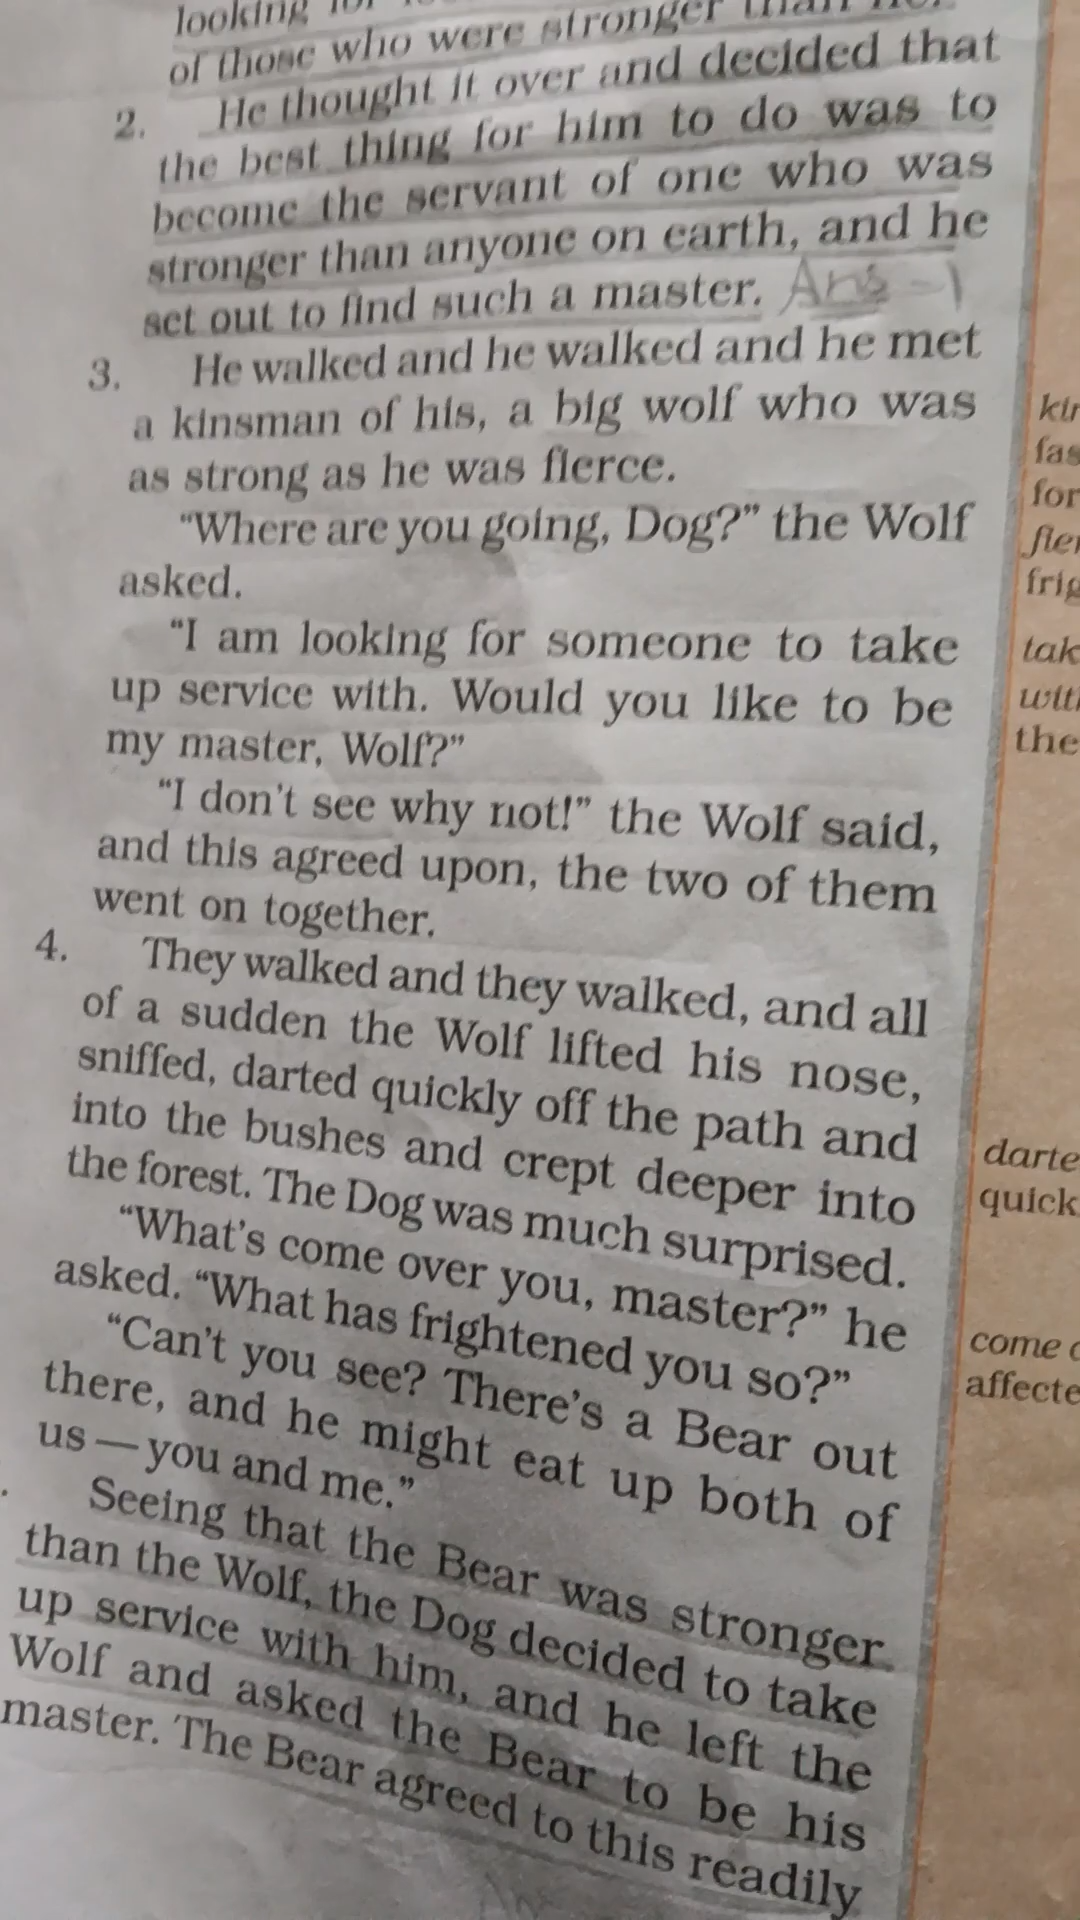 looking
of those who were stronger than
2. He thought it over and decided that
the best thing for him to do was to
become the servant of one who was
stronger than anyone on earth, and he
set out to find such a master. Ans - 1
3. He walked and he walked and he met
a kinsman of his, a big wolf who was
as strong as he was fierce.
“Where are you going, Dog?” the Wolf
asked.
“I am looking for someone to take
up service with. Would you like to be
my master, Wolf?”
“I don't see why not!” the Wolf said,
and this agreed upon, the two of them
went on together.
4. They walked and they walked, and all
of a sudden the Wolf lifted his nose,
sniffed, darted quickly off the path and
into the bushes and crept deeper into
the forest. The Dog was much surprised.
“What's come over you, master?” he
asked. “What has frightened you so?”
“Can't you see? There's a Bear out
there, and he might eat up both of
us — you and me.”
Seeing that the Bear was stronger
than the Wolf, the Dog decided to take
up service with him, and he left the
Wolf and asked the Bear to be his
master. The Bear agreed to this readily
the
quick
come